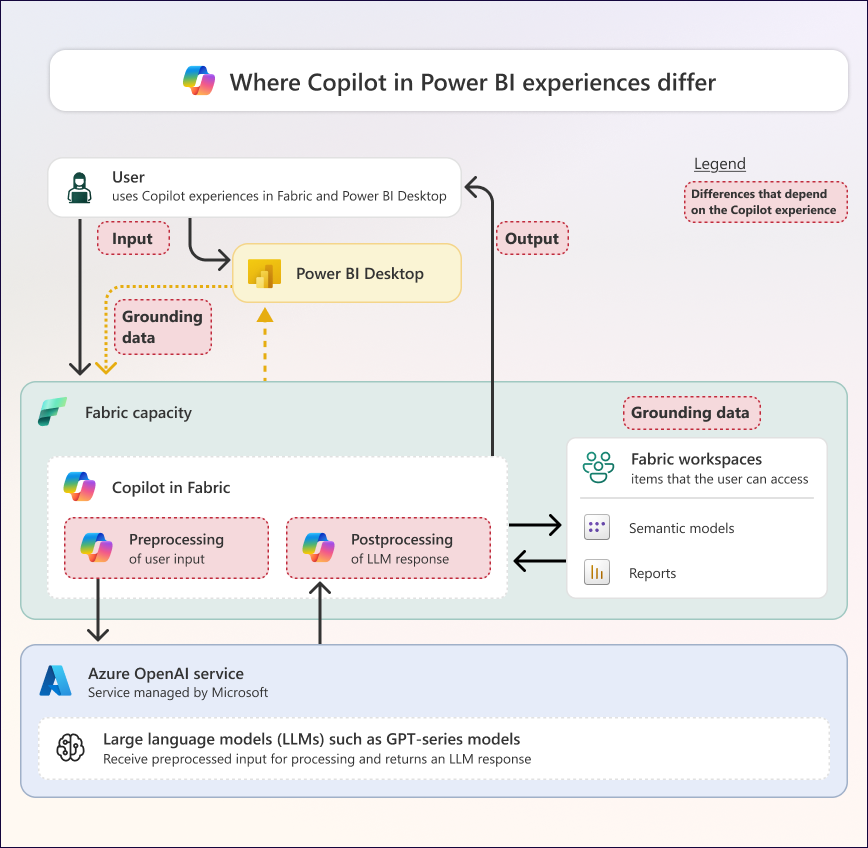 Where Copilot in Power BI experiences differ
Legend
Differences that depend
on the Copilot experience
User
uses Copilot experiences in Fabric and Power BI Desktop
Input
Output
Power BI Desktop
Grounding
data
Fabric capacity
Grounding data
Copilot in Fabric
Preprocessing
of user input
Postprocessing
of LLM response
Fabric workspaces
items that the user can access
Semantic models
Reports
Azure OpenAI service
Service managed by Microsoft
Large language models (LLMs) such as GPT-series models
Receive preprocessed input for processing and returns an LLM response